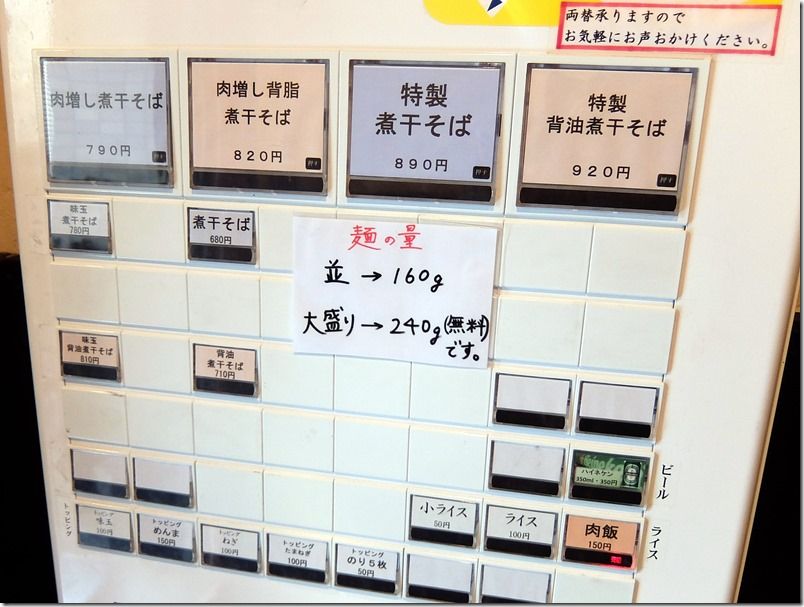 両替承りますので
お気軽にお声おかけください。
肉増し煮干そば
790円
肉増し背脂
煮干そば
820円
押す
特製
煮干そば
890円
押す
特製
背油煮干そば
920円
押す
味玉
煮干そば
780円
煮干そば
680円
麺の量
並→160g
大盛り→240g(無料)
です。
味玉
背油煮干そば
810円
背油
煮干そば
710円
ハイネケン
350ml・350円
ビール
トッピング
トッピング
味玉
100円
トッピング
めんま
150円
トッピング
ねぎ
100円
トッピング
たまねぎ
100円
トッピング
のり5枚
50円
小ライス
50円
ライス
100円
肉飯
150円
ライス